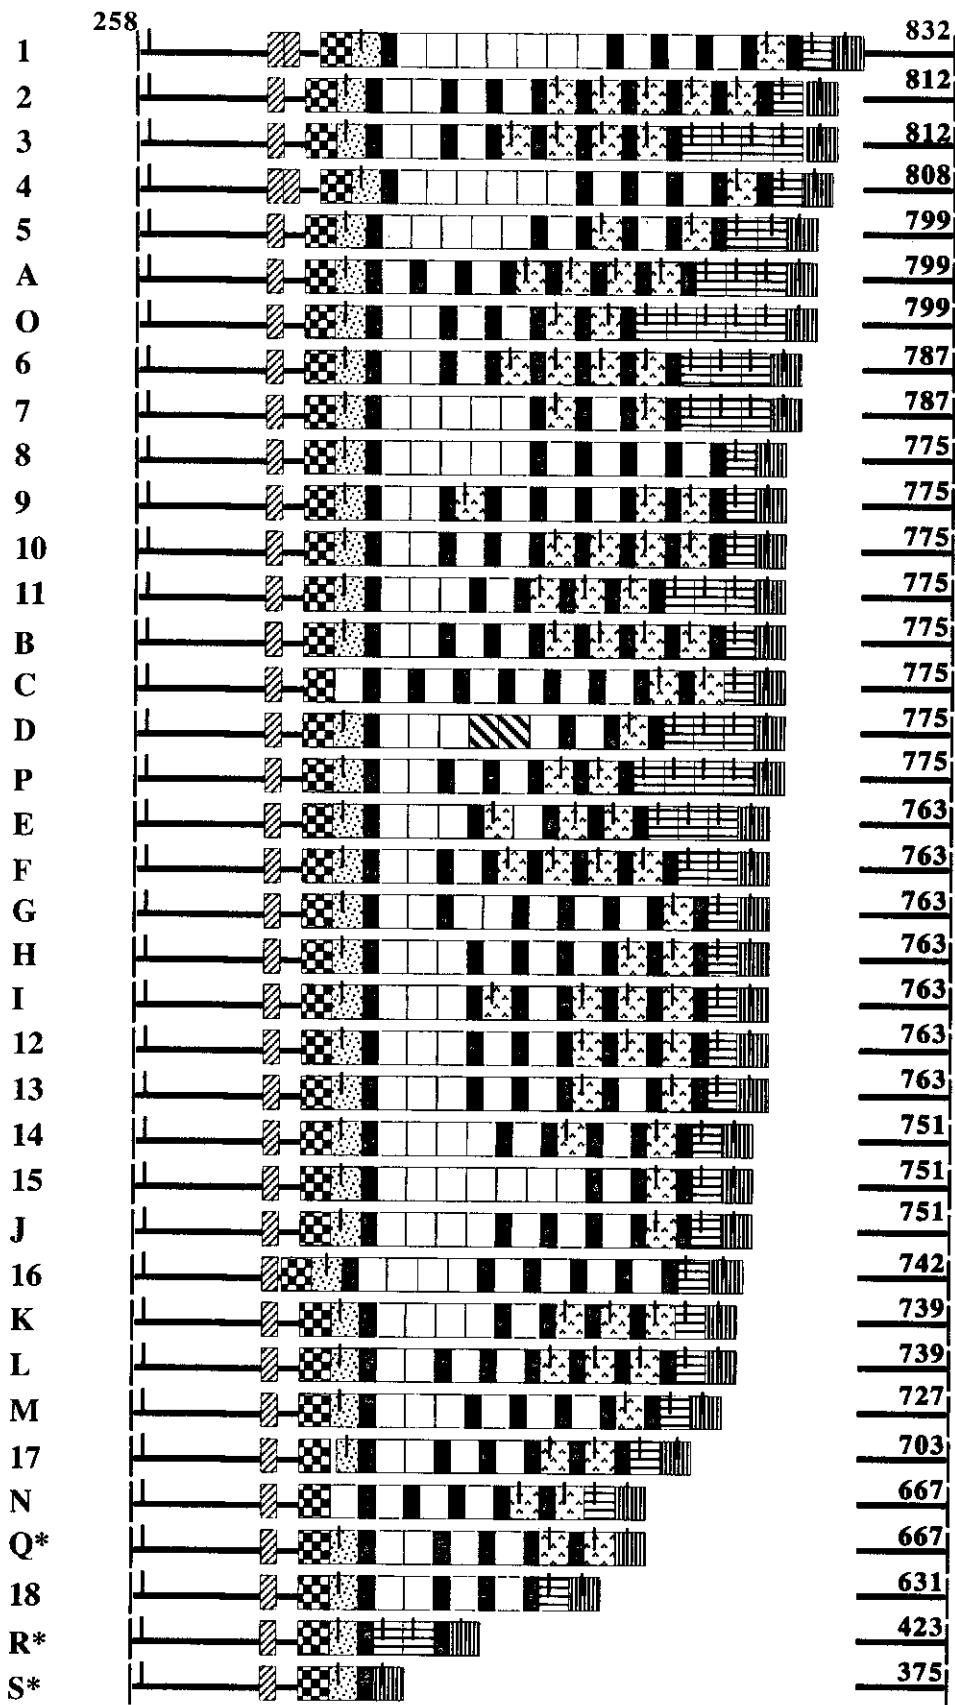 258
1 832
2 812
3 812
4 808
5 799
A 799
O 799
6 787
7 787
8 775
9 775
10 775
11 775
B 775
C 775
D 775
P 775
E 763
F 763
G 763
H 763
I 763
12 763
13 763
14 751
15 751
J 751
16 742
K 739
L 739
M 727
17 703
N 667
Q* 667
18 631
R* 423
S* 375